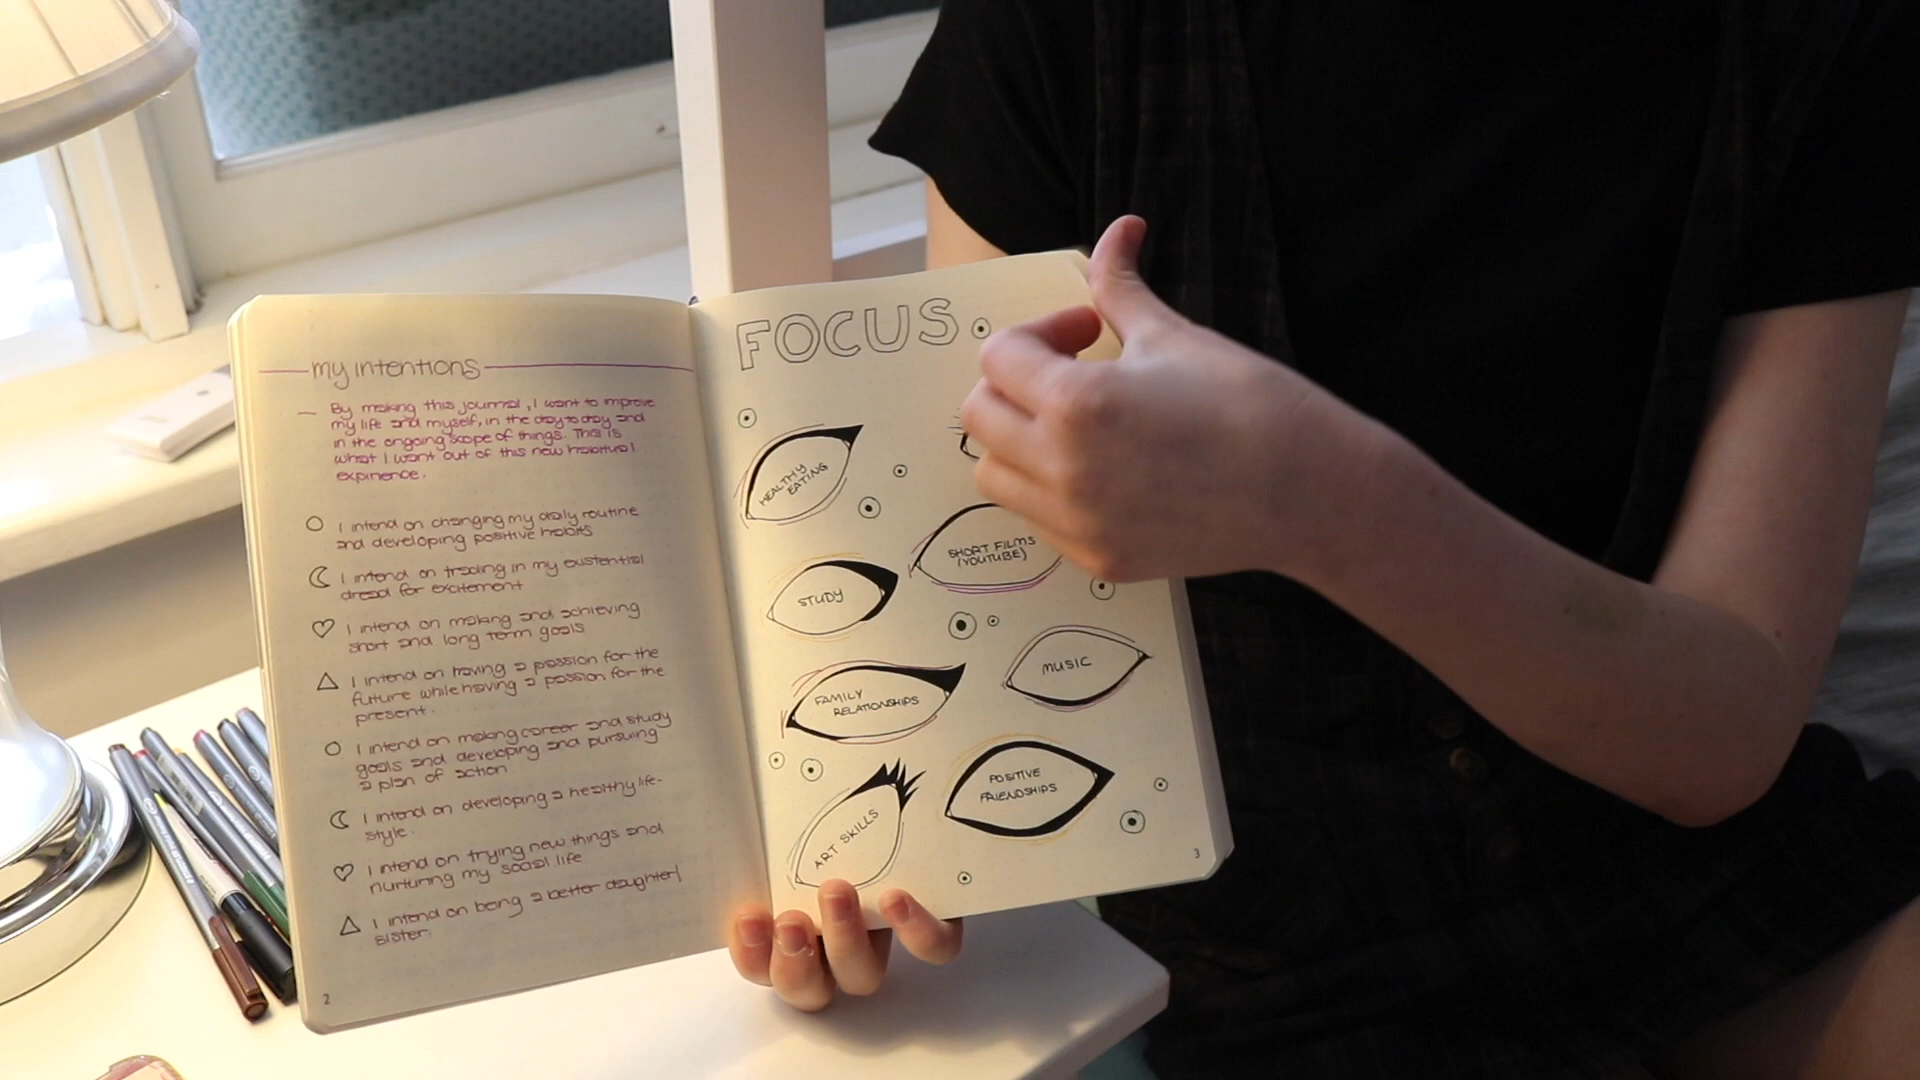 my intentions
— By making this journal, I want to improve
my life and myself, in the day to day and
in the ongoing scope of things. This is
what I want out of this new habitual
expirience.
I intend on changing my daily routine
and developing positive habits
I intend on trading in my existential
dread for excitement
I intend on making and achieving
short and long term goals
I intend on having a passion for the
future while having a passion for the
present.
I intend on making career and study
goals and developing and pursuing
a plan of action
I intend on developing a healthy life-
style.
I intend on trying new things and
nurturing my social life
I intend on being a better daughter/
sister.
2
FOCUS
HEALTHY
EATING
SHORT FILMS
(YOUTUBE)
STUDY
MUSIC
FAMILY
RELATIONSHIPS
POSITIVE
FRIENDSHIPS
ART SKILLS
3